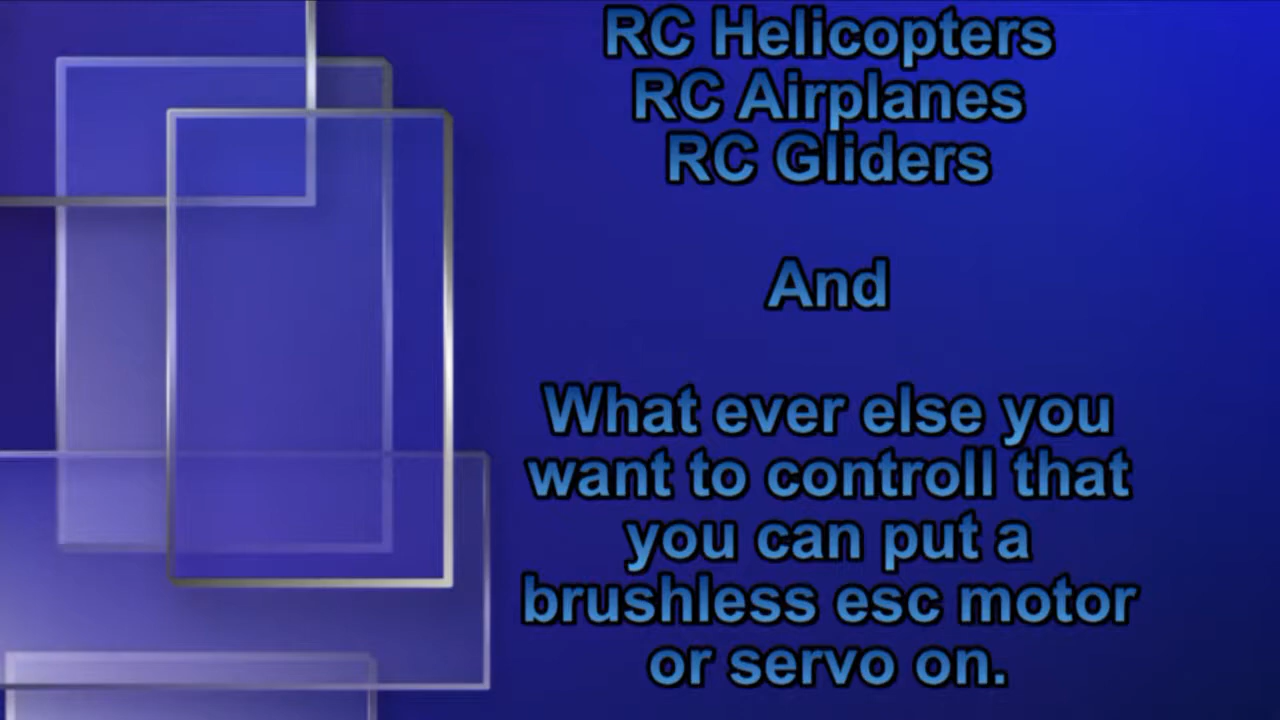 RC Helicopters
RC Airplanes
RC Gliders
And
What ever else you
want to controll that
you can put a
brushless esc motor
or servo on.